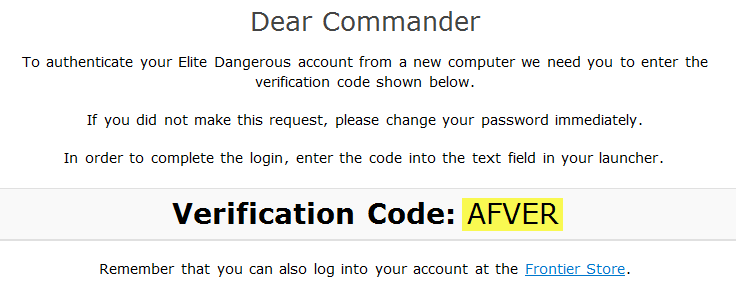 Dear Commander
To authenticate your Elite Dangerous account from a new computer we need you to enter the
verification code shown below.
If you did not make this request, please change your password immediately.
In order to complete the login, enter the code into the text field in your launcher.
Verification Code: AFVER
Remember that you can also log into your account at the Frontier Store.